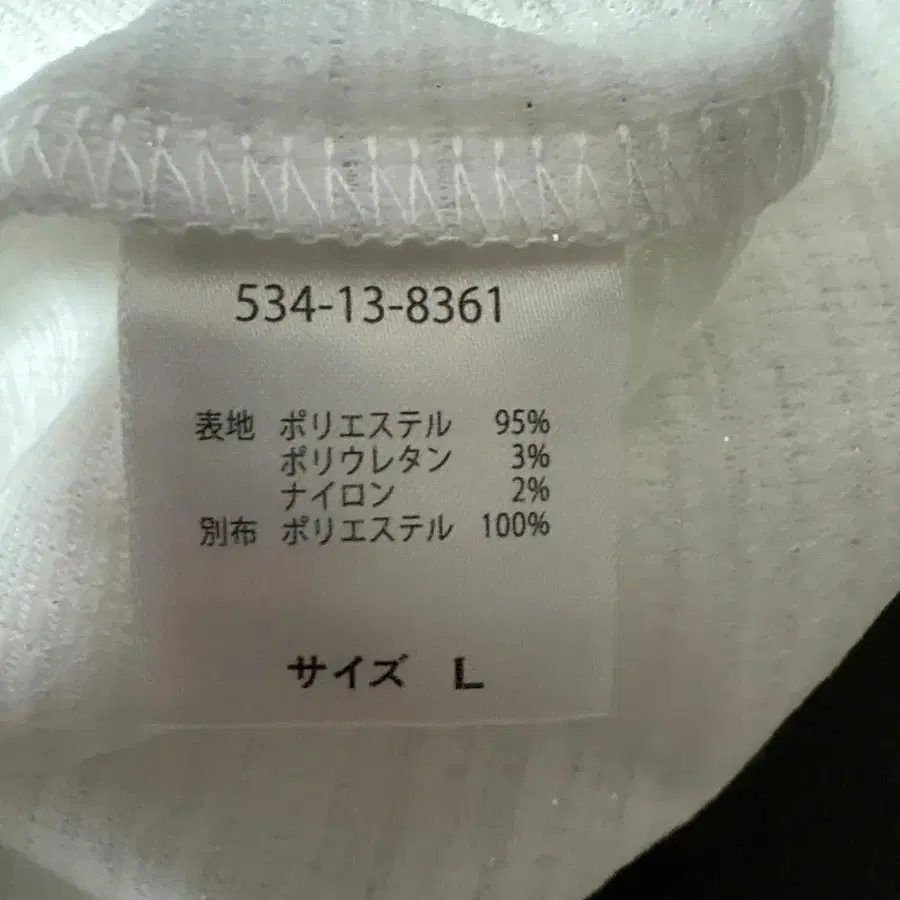 534-13-8361
表地 ポリエステル 95%
ポリウレタン 3%
ナイロン 2%
別布 ポリエステル 100%
サイズ L